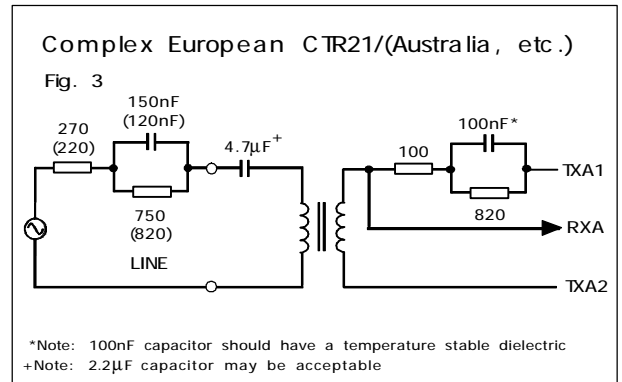 Complex European CTR21/(Australia, etc.)
Fig. 3
150nF
(120nF)
270
(220)
4.7µF+
100nF*
100
TXA1
750
(820)
820
RXA
LINE
TXA2
*Note: 100nF capacitor should have a temperature stable dielectric
+Note: 2.2µF capacitor may be acceptable